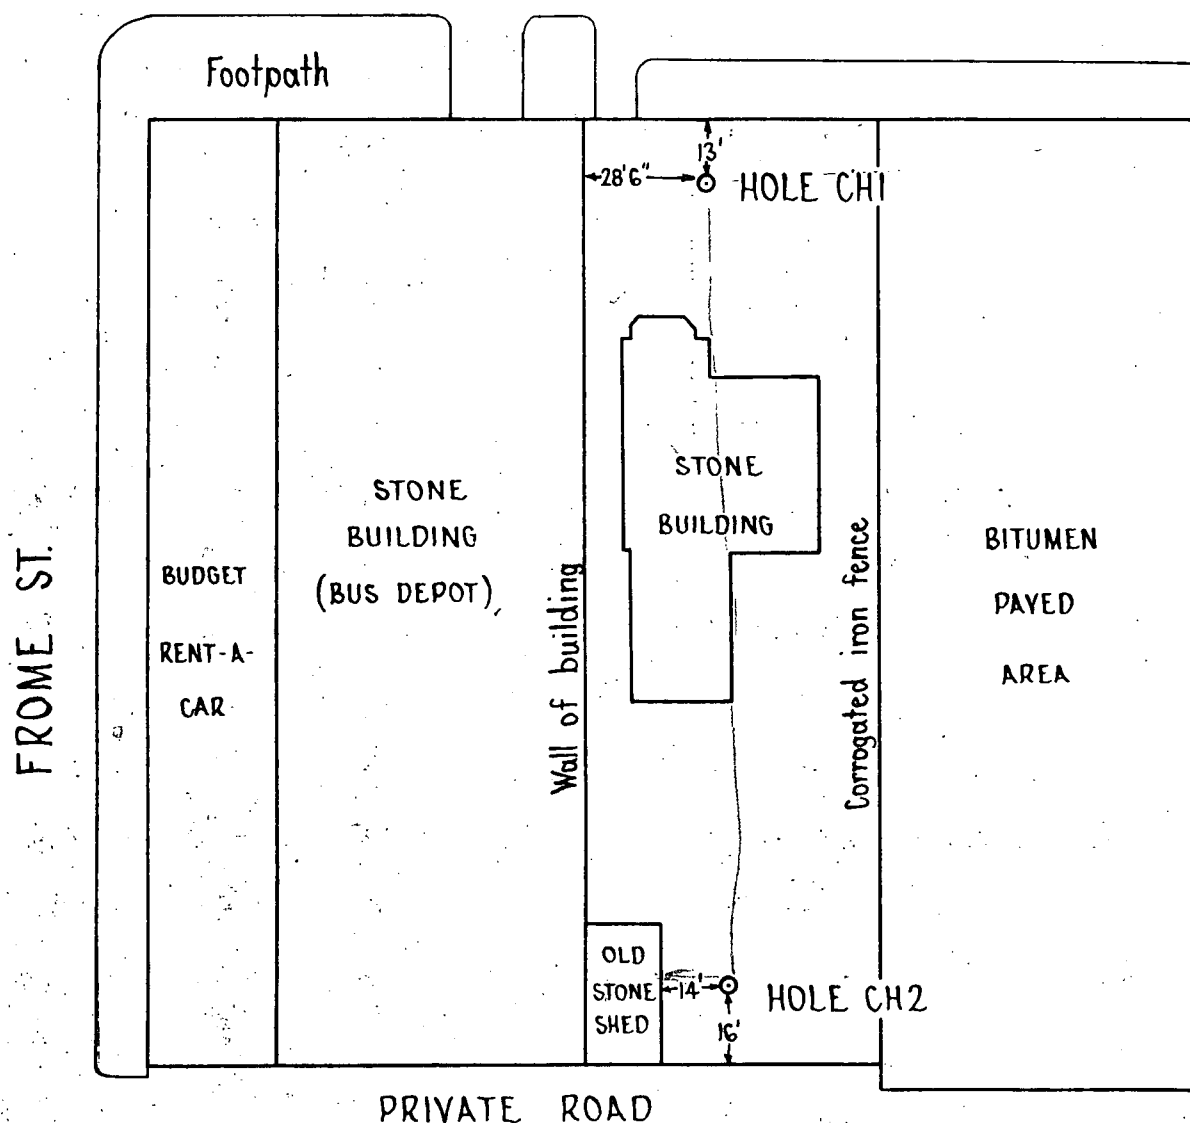 Footpath
13'
28'6"
HOLE CH1
STONE
BUILDING
(BUS DEPOT)
STONE
BUILDING
BUDGET
RENT-A-
CAR
FROME ST.
Wall of building
Corrogated iron fence
BITUMEN
PAVED
AREA
OLD
STONE
SHED
14'
HOLE CH2
16'
PRIVATE ROAD